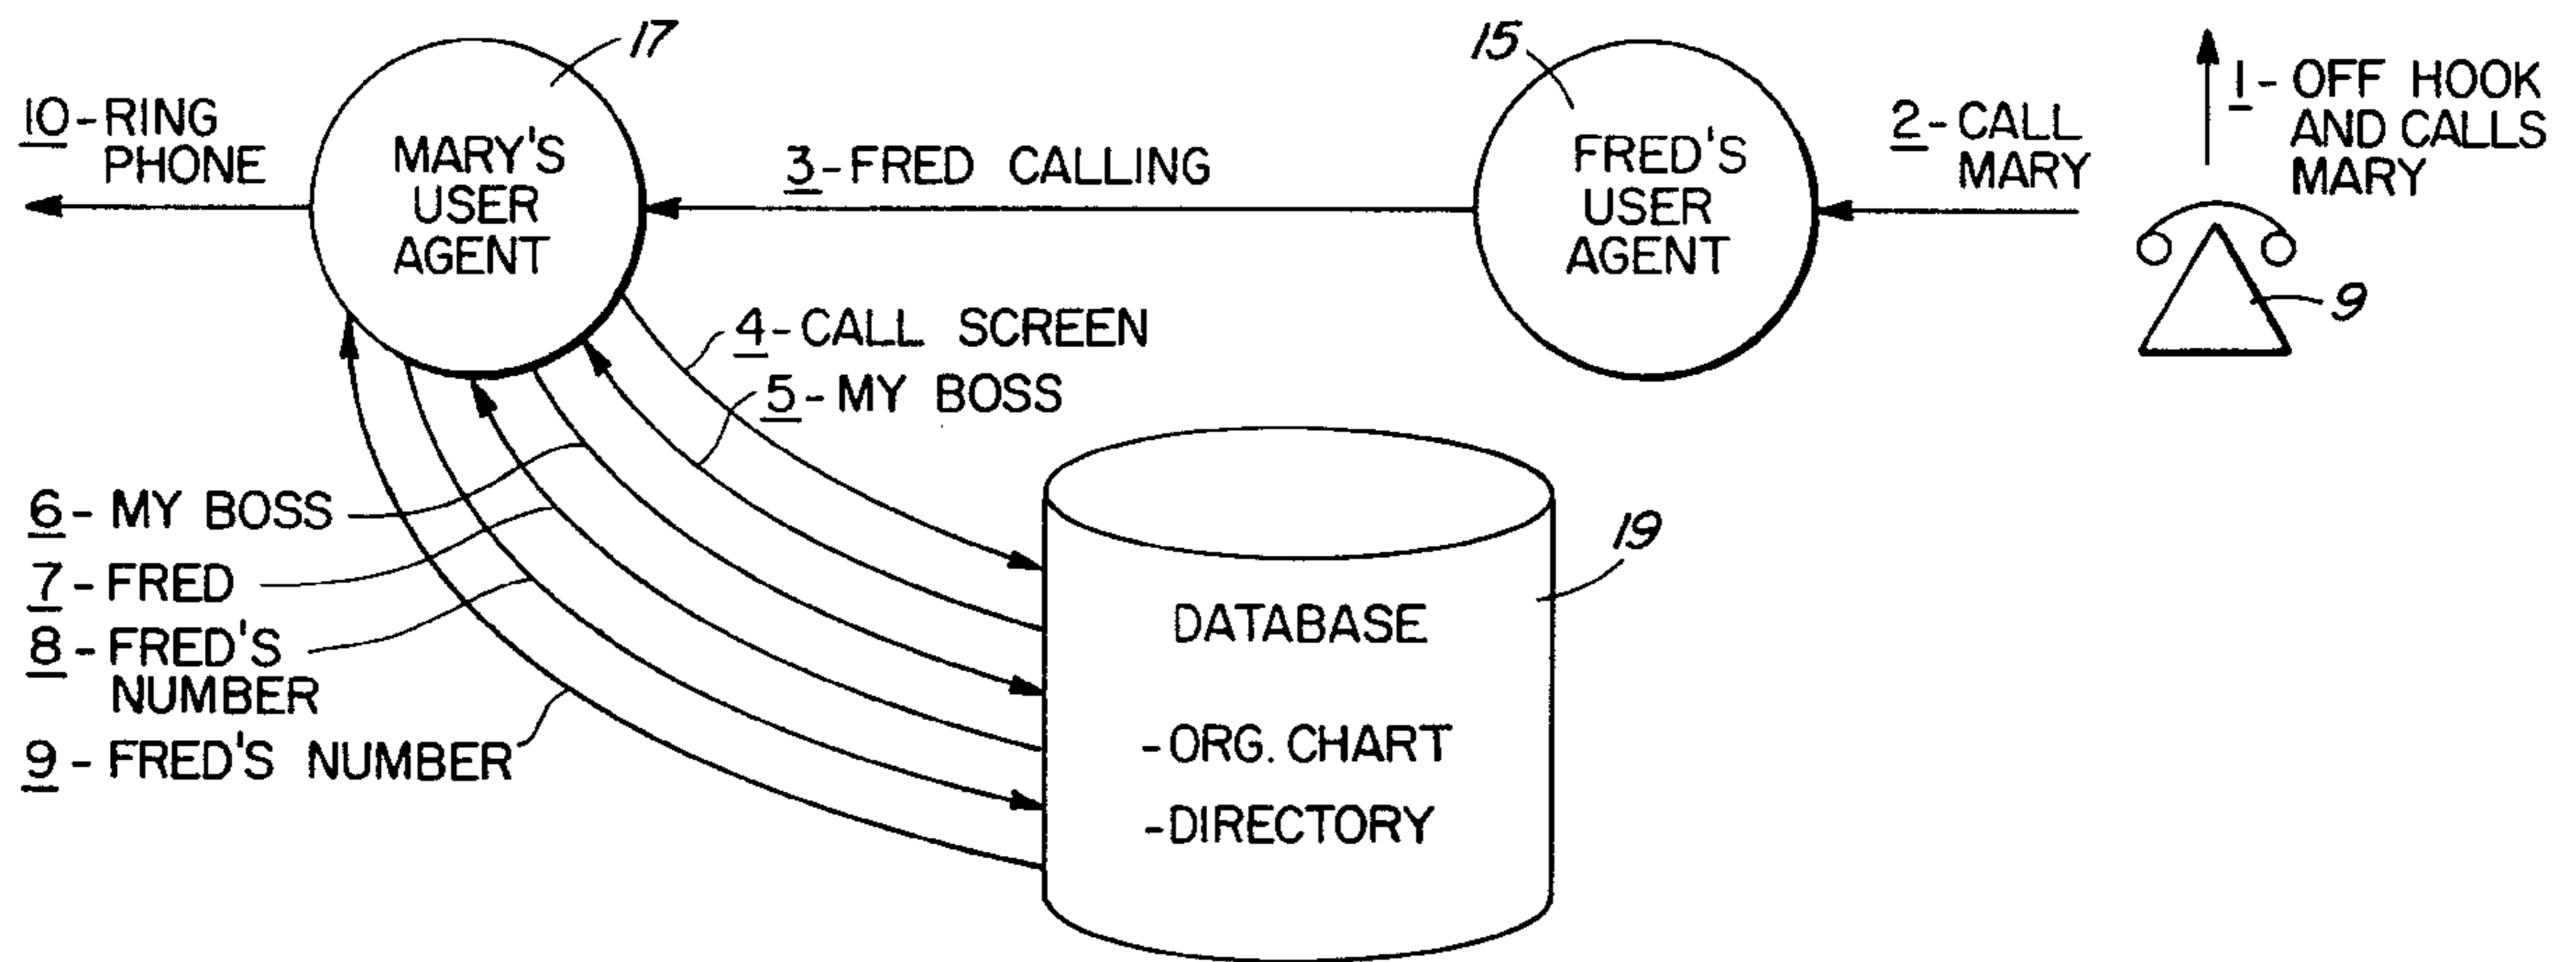 17
10-RING
PHONE
MARY'S
USER
AGENT
3-FRED CALLING
15
FRED'S
USER
AGENT
2-CALL
MARY
1-OFF HOOK
AND CALLS
MARY
9
4-CALL SCREEN
5-MY BOSS
6-MY BOSS
7-FRED
8-FRED'S
NUMBER
9-FRED'S NUMBER
19
DATABASE
-ORG. CHART
-DIRECTORY